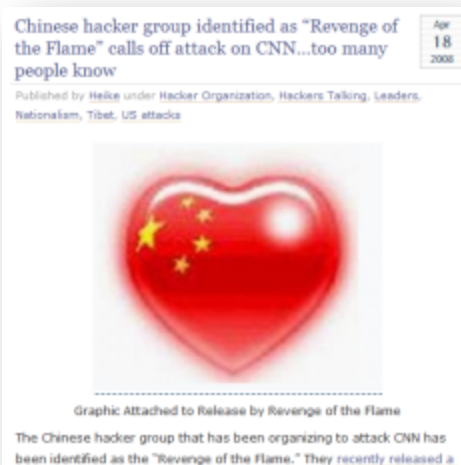 Chinese hacker group identified as “Revenge of
the Flame” calls off attack on CNN...too many
people know
Apr
18
2008
Published by Heike under Hacker Organization, Hackers Talking, Leaders,
Nationalism, Tibet, US attacks
Graphic Attached to Release by Revenge of the Flame
The Chinese hacker group that has been organizing to attack CNN has
been identified as the "Revenge of the Flame." They recently released a